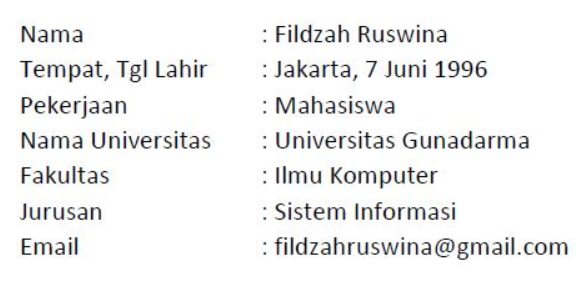 Nama : Fildzah Ruswina
Tempat, Tgl Lahir : Jakarta, 7 Juni 1996
Pekerjaan : Mahasiswa
Nama Universitas : Universitas Gunadarma
Fakultas : Ilmu Komputer
Jurusan : Sistem Informasi
Email : fildzahruswina@gmail.com